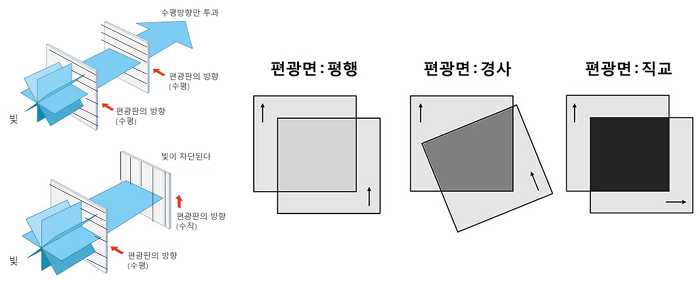 수평방향만 투과
편광판의 방향
(수평)
편광판의 방향
(수평)
빛
빛이 차단된다
편광판의 방향
(수직)
편광판의 방향
(수평)
빛
편광면 : 평행
편광면 : 경사
편광면 : 직교